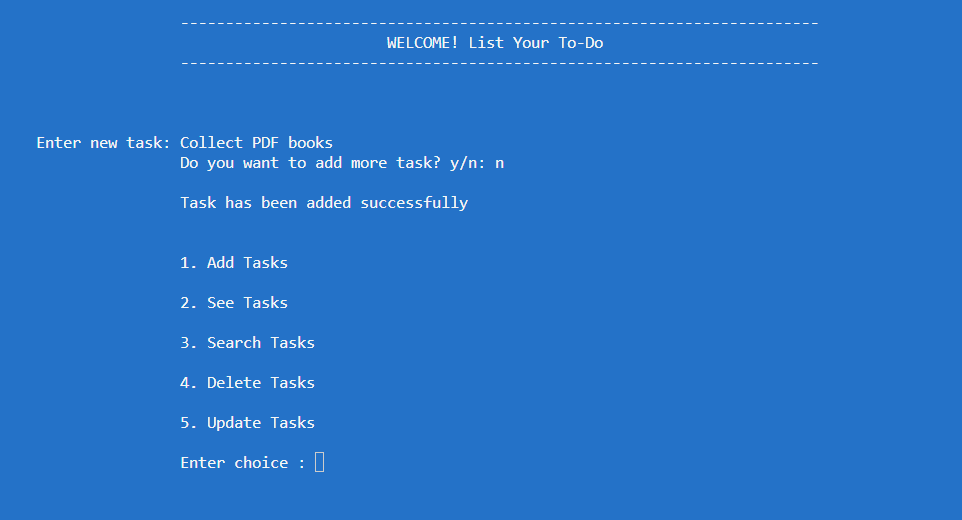 -----------------------------------------------------------------------
WELCOME! List Your To-Do
-----------------------------------------------------------------------
Enter new task: Collect PDF books
Do you want to add more task? y/n: n
Task has been added successfully
1. Add Tasks
2. See Tasks
3. Search Tasks
4. Delete Tasks
5. Update Tasks
Enter choice :